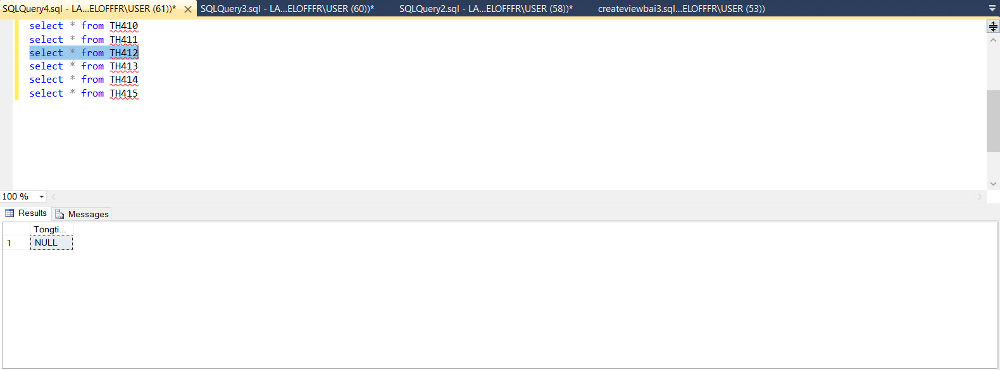 SQLQuery4.sql - LA...ELOFFFR\USER (61))* SQLQuery3.sql - LA...ELOFFFR\USER (60))* SQLQuery2.sql - LA...ELOFFFR\USER (58))* createviewbai3.sql...ELOFFFR\USER (53))
select * from TH410
select * from TH411
select * from TH412
select * from TH413
select * from TH414
select * from TH415
100 %
Results Messages
Tongti...
1 NULL